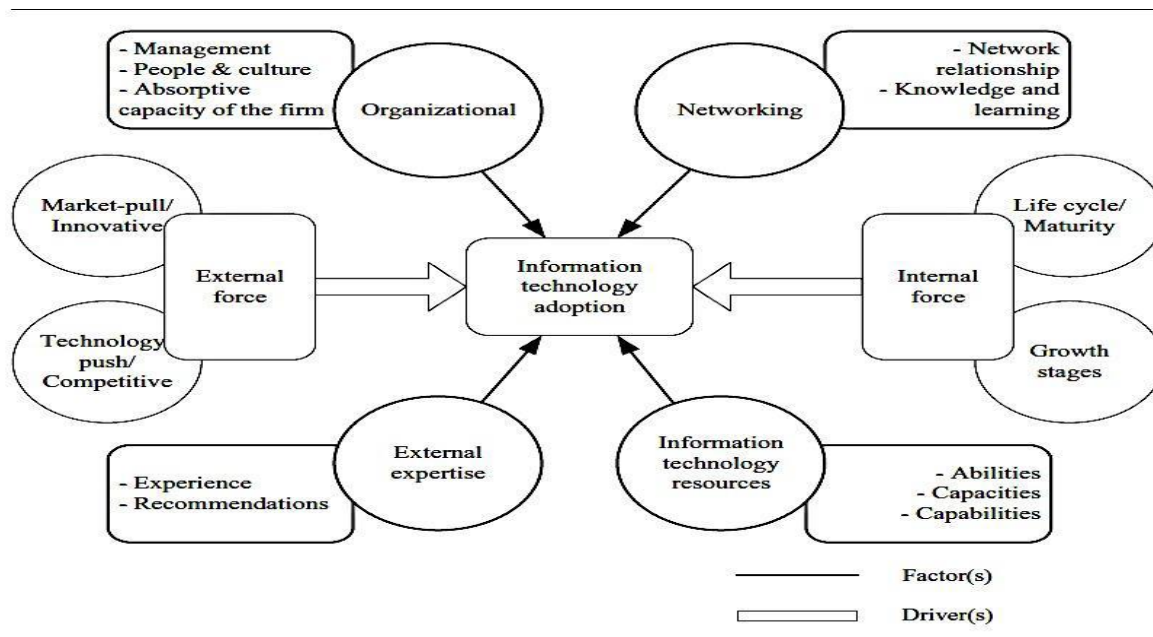 - Management
- People & culture
- Absorptive
capacity of the firm
Organizational
Networking
- Network
relationship
- Knowledge and
learning
Market-pull/
Innovative
External
force
Technology
push/
Competitive
Information
technology
adoption
Internal
force
Life cycle/
Maturity
Growth
stages
- Experience
- Recommendations
External
expertise
Information
technology
resources
- Abilities
- Capacities
- Capabilities
Factor(s)
Driver(s)